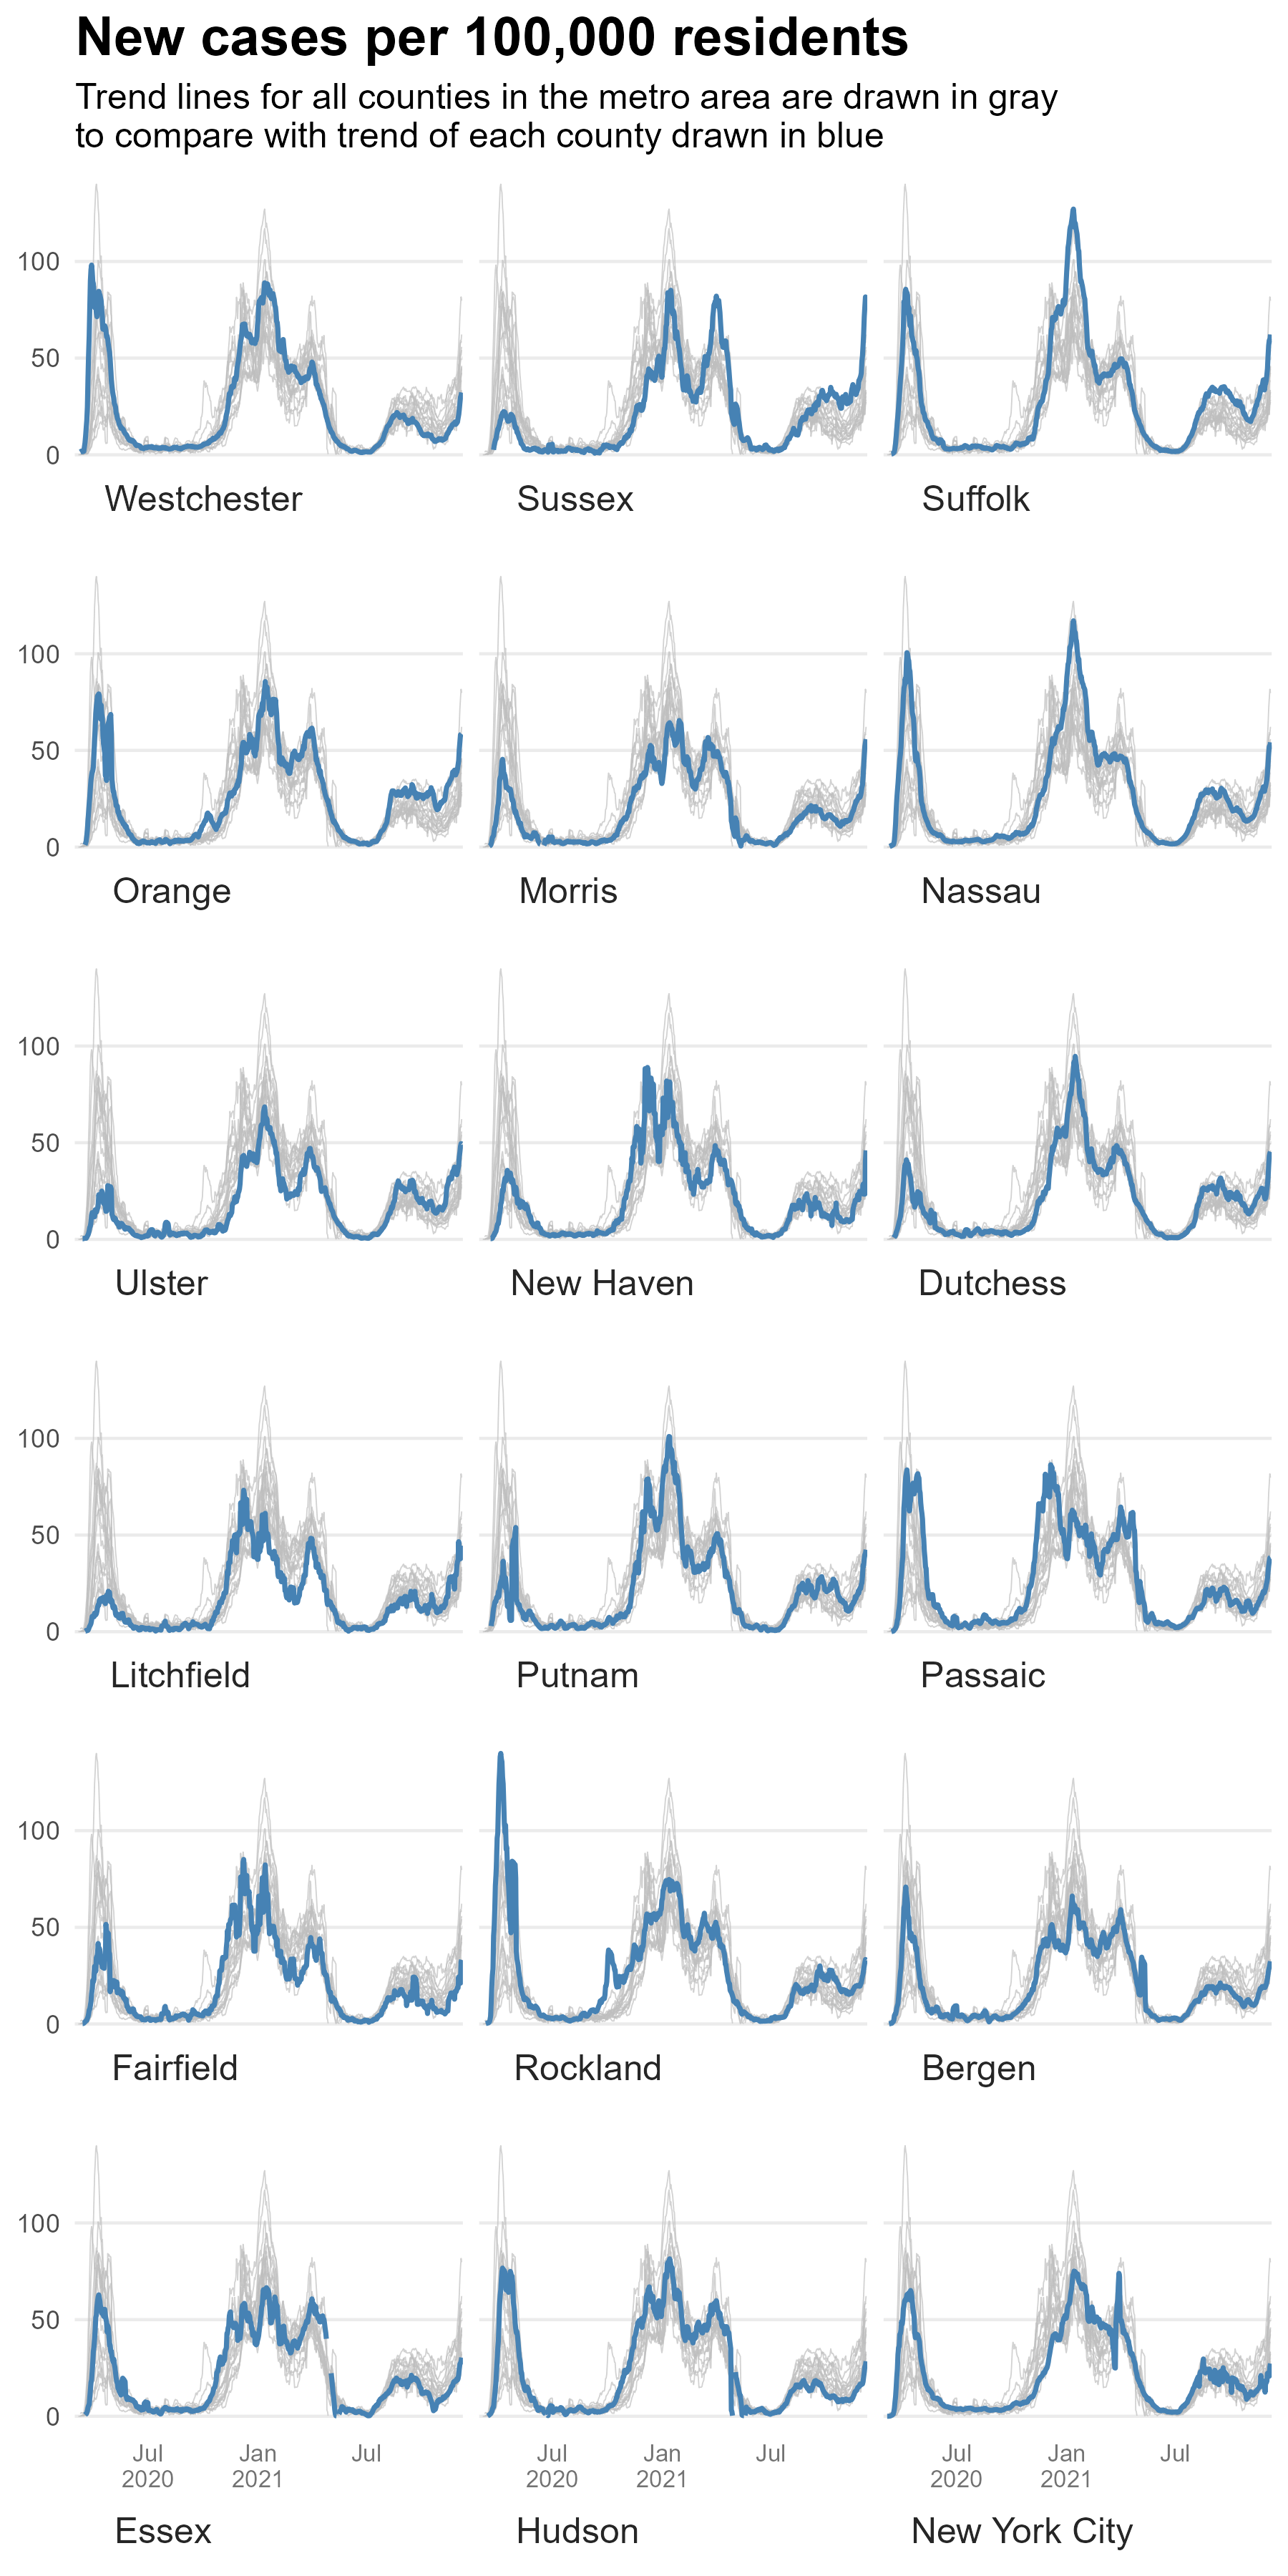 New cases per 100,000 residents
Trend lines for all counties in the metro area are drawn in gray
to compare with trend of each county drawn in blue
100
50
0
Westchester
Sussex
Suffolk
100
50
0
Orange
Morris
Nassau
100
50
0
Ulster
New Haven
Dutchess
100
50
0
Litchfield
Putnam
Passaic
100
50
0
Fairfield
Rockland
Bergen
100
50
0
Jul Jan Jul Jul Jan Jul Jul Jan Jul
2020 2021 2020 2021 2020 2021
Essex
Hudson
New York City